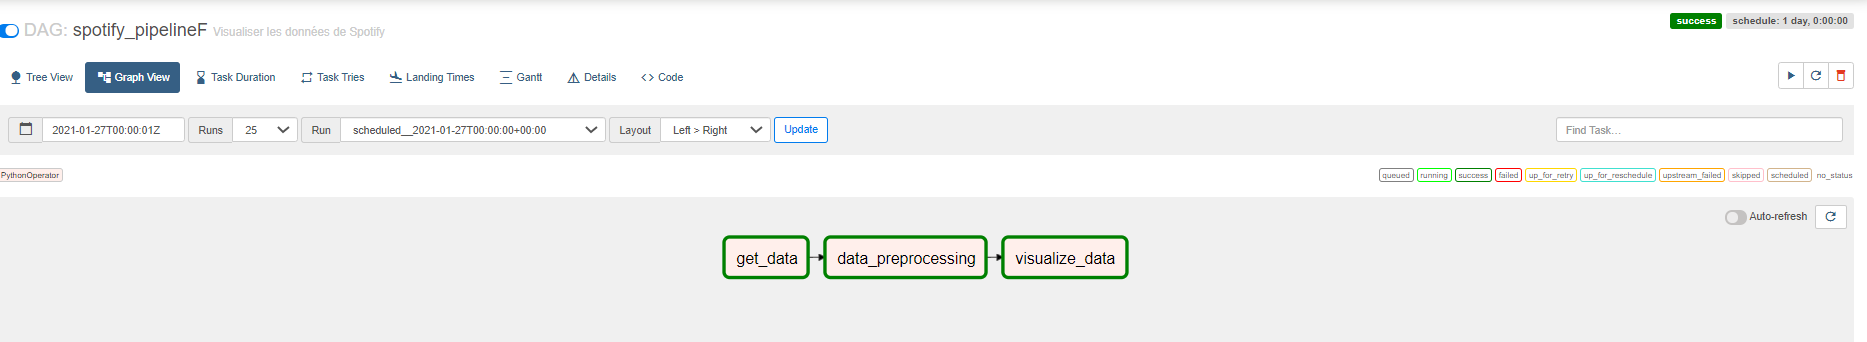 DAG: spotify_pipelineF Visualiser les données de Spotify
success schedule: 1 day, 0:00:00
Tree View Graph View Task Duration Task Tries Landing Times Gantt Details Code
2021-01-27T00:00:01Z Runs 25 Run scheduled__2021-01-27T00:00:00+00:00 Layout Left > Right Update Find Task...
PythonOperator queued running success failed up_for_retry up_for_reschedule upstream_failed skipped scheduled no_status
Auto-refresh
get_data data_preprocessing visualize_data